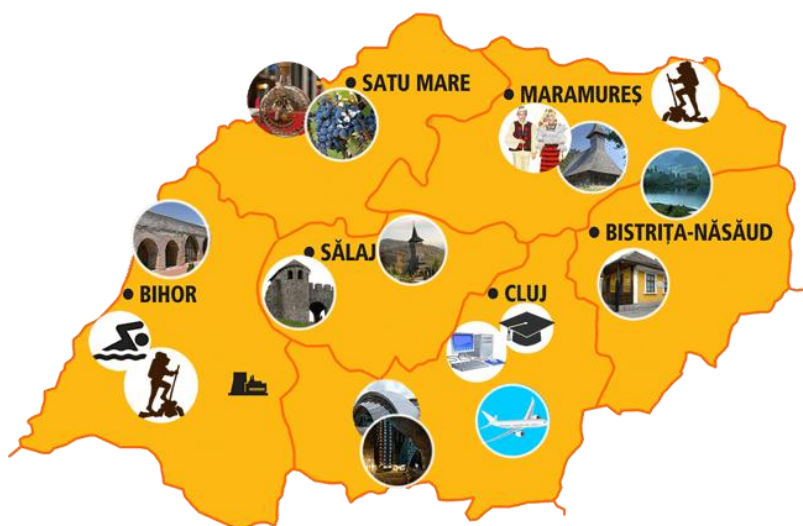 SATU MARE
MARAMUREȘ
BISTRIȚA-NĂSĂUD
SĂLAJ
BIHOR
CLUJ